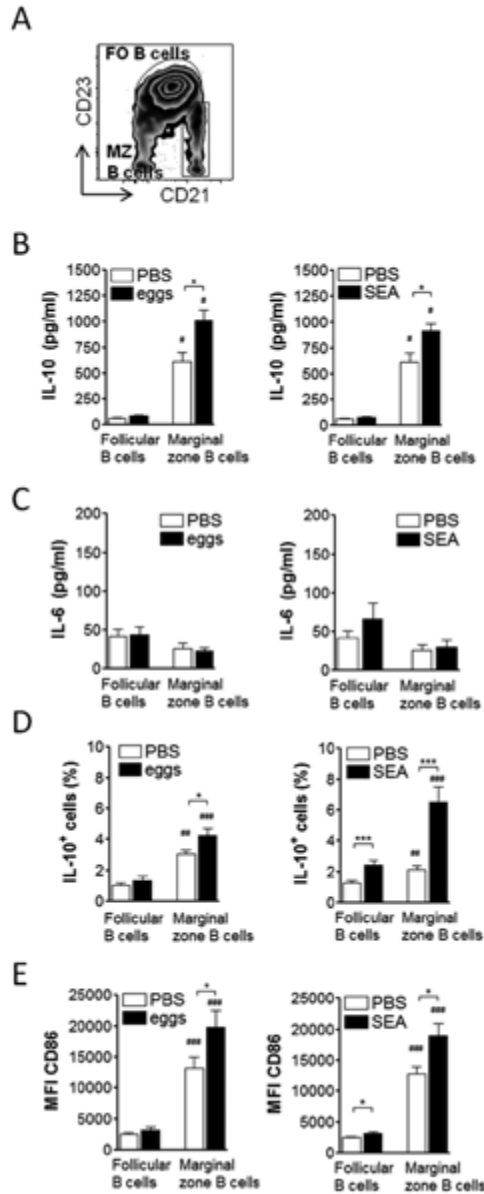 A
FO B cells
CD23
MZ
B cells
CD21
B
IL-10 (pg/ml)
1500
1250
1000
750
500
250
0
PBS
eggs
*
#
#
Follicular
B cells
Marginal
zone B cells
IL-10 (pg/ml)
1500
1250
1000
750
500
250
0
PBS
SEA
*
#
#
Follicular
B cells
Marginal
zone B cells
C
IL-6 (pg/ml)
200
150
100
50
0
PBS
eggs
Follicular
B cells
Marginal
zone B cells
IL-6 (pg/ml)
200
150
100
50
0
PBS
SEA
Follicular
B cells
Marginal
zone B cells
D
IL-10+ cells (%)
10
8
6
4
2
0
PBS
eggs
*
##
###
Follicular
B cells
Marginal
zone B cells
IL-10+ cells (%)
10
8
6
4
2
0
PBS
SEA
***
***
##
###
Follicular
B cells
Marginal
zone B cells
E
MFI CD86
25000
20000
15000
10000
5000
0
PBS
eggs
*
###
###
Follicular
B cells
Marginal
zone B cells
MFI CD86
25000
20000
15000
10000
5000
0
PBS
SEA
*
*
###
###
Follicular
B cells
Marginal
zone B cells